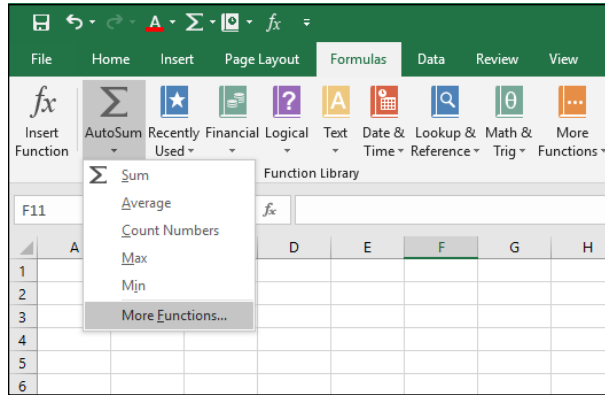 A Σ fx
File Home Insert Page Layout Formulas Data Review View
fx Σ ? A θ
Insert Function AutoSum Recently Used Financial Logical Text Date & Time Lookup & Reference Math & Trig More Functions
Function Library
Σ Sum
Average
Count Numbers
Max
Min
More Functions...
F11 fx
A D E F G H
1
2
3
4
5
6